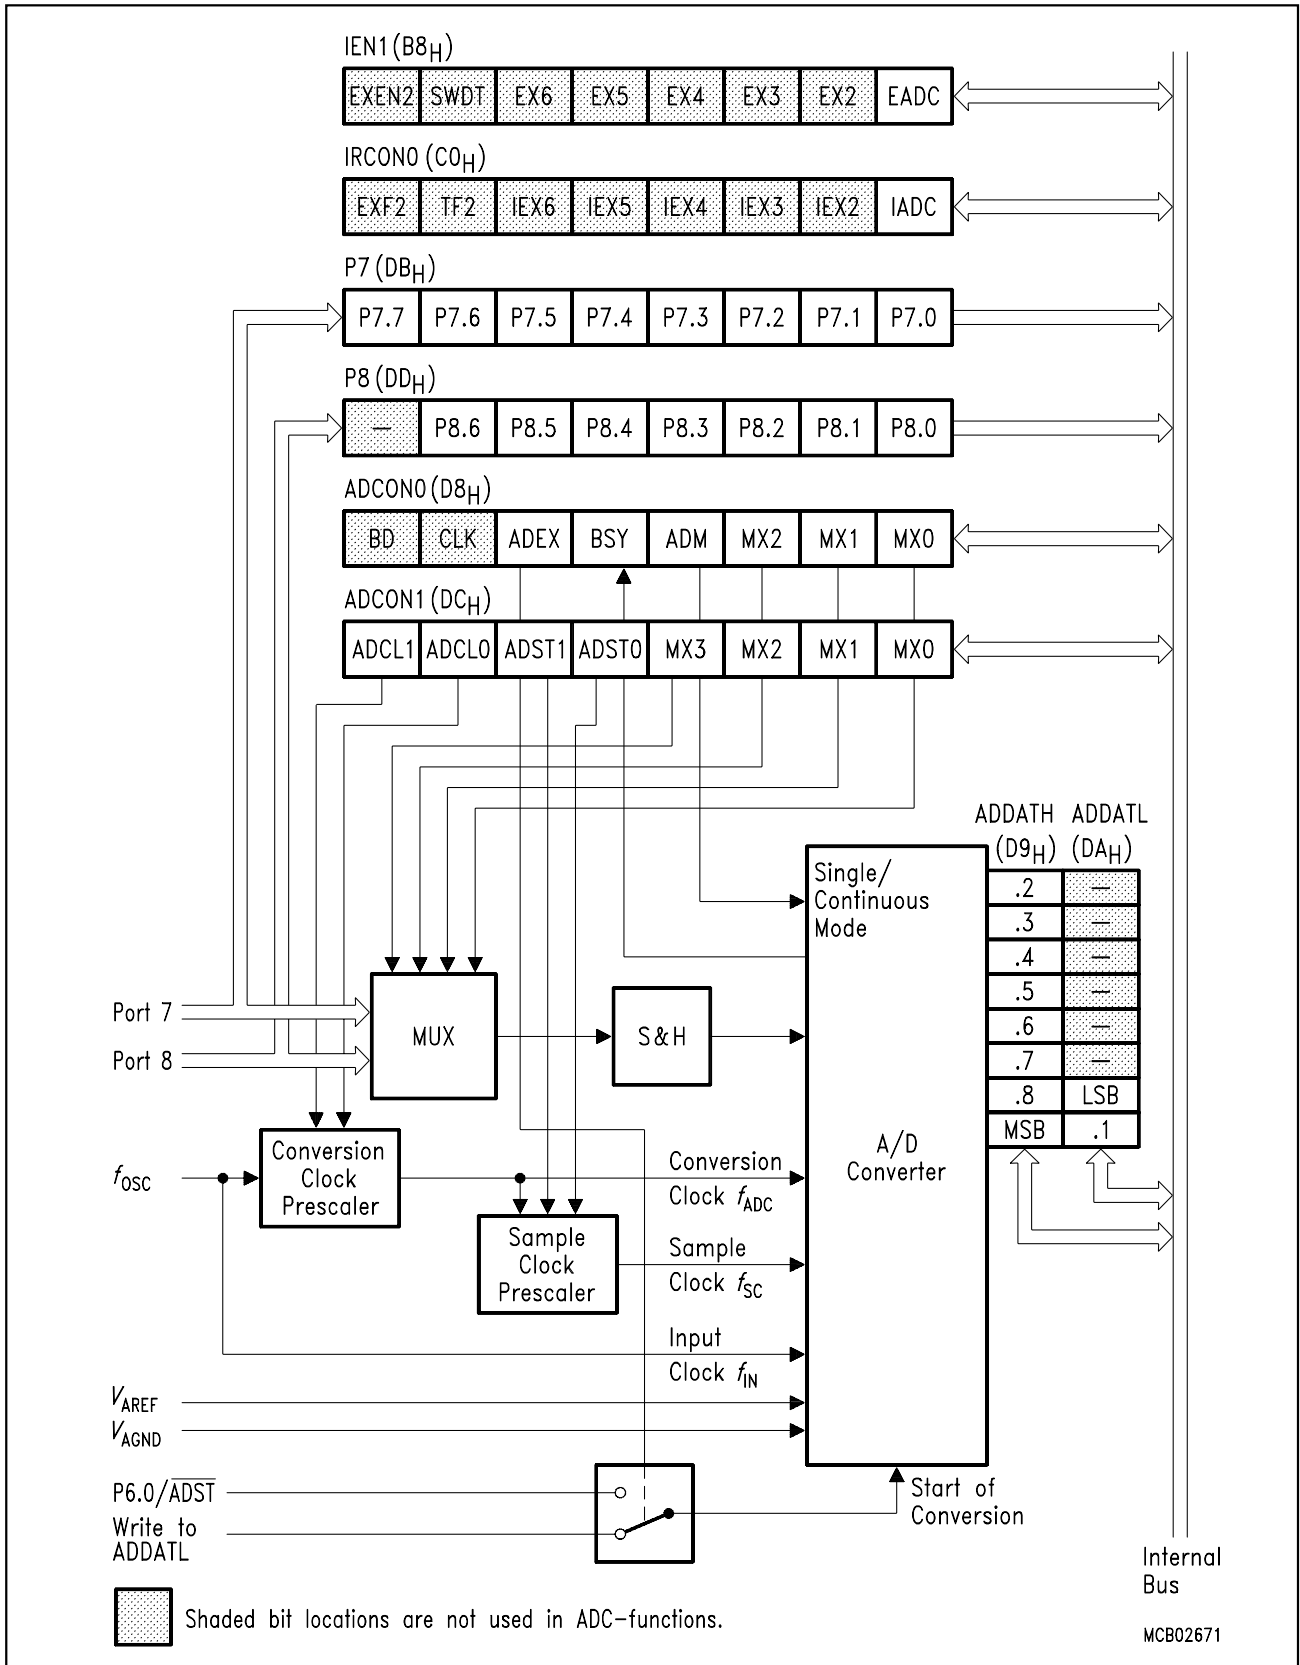 IEN1 (B8H)
EXEN2 SWDT EX6 EX5 EX4 EX3 EX2 EADC
IRCON0 (C0H)
EXF2 TF2 IEX6 IEX5 IEX4 IEX3 IEX2 IADC
P7 (DBH)
P7.7 P7.6 P7.5 P7.4 P7.3 P7.2 P7.1 P7.0
P8 (DDH)
– P8.6 P8.5 P8.4 P8.3 P8.2 P8.1 P8.0
ADCON0 (D8H)
BD CLK ADEX BSY ADM MX2 MX1 MX0
ADCON1 (DCH)
ADCL1 ADCL0 ADST1 ADST0 MX3 MX2 MX1 MX0
ADDATH ADDATL
(D9H) (DAH)
.2 –
.3 –
.4 –
.5 –
.6 –
.7 –
.8 LSB
MSB .1
Single/
Continuous
Mode
Port 7
Port 8
MUX
S&H
A/D
Converter
fOSC
Conversion
Clock
Prescaler
Conversion
Clock fADC
Sample
Clock
Prescaler
Sample
Clock fSC
Input
Clock fIN
VAREF
VAGND
P6.0/ADST
Write to
ADDATL
Start of
Conversion
Internal
Bus
Shaded bit locations are not used in ADC-functions.
MCB02671